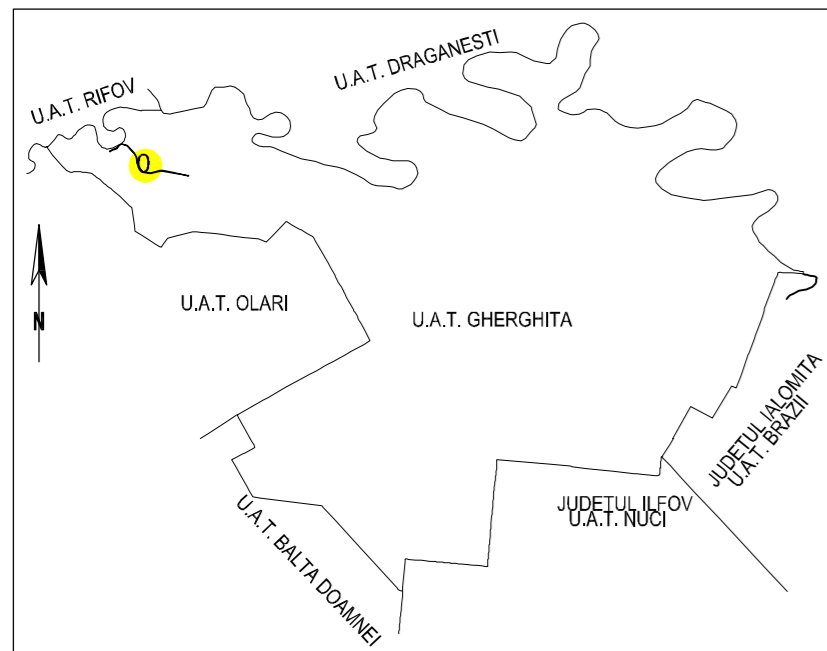 U.A.T. DRAGANESTI
U.A.T. RIFOV
U.A.T. OLARI
U.A.T. GHERGHITA
N
JUDETUL IALOMITA
U.A.T. BRAZII
JUDETUL ILFOV
U.A.T. NUCI
U.A.T. BALTA DOAMNEI